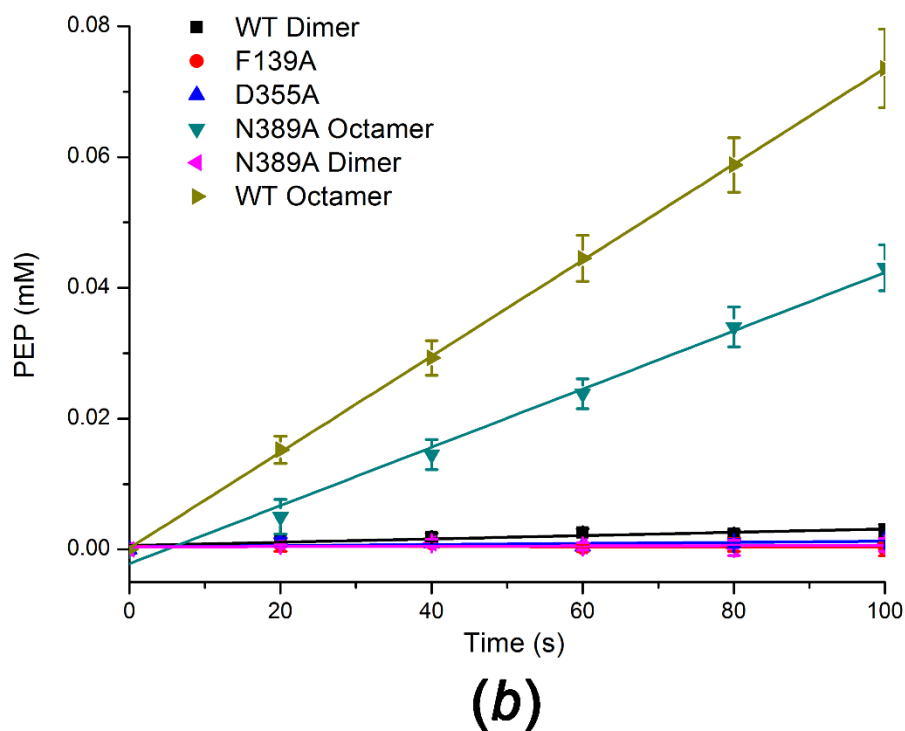 WT Dimer
F139A
D355A
N389A Octamer
N389A Dimer
WT Octamer
PEP (mM)
0.08
0.06
0.04
0.02
0.00
0 20 40 60 80 100
Time (s)
(b)